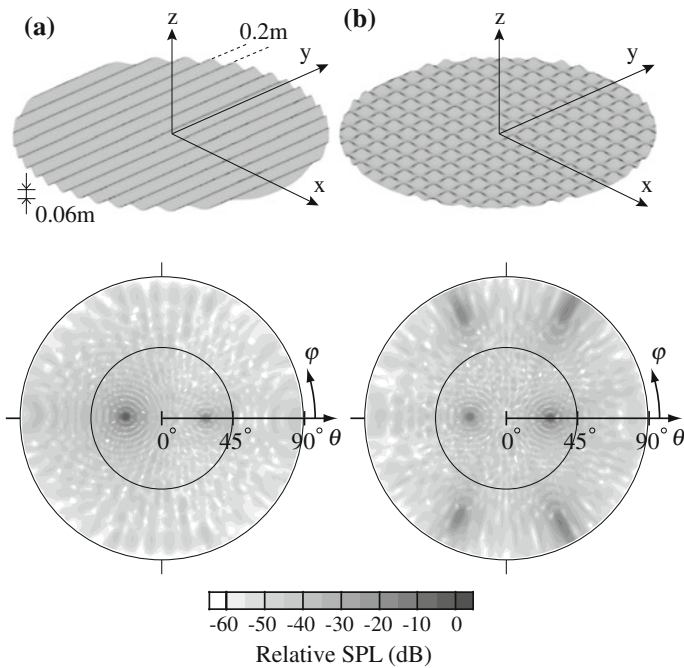 (a)
z
0.2m
y
x
0.06m
(b)
z
y
x
φ
0° 45° 90° θ
φ
0° 45° 90° θ
-60 -50 -40 -30 -20 -10 0
Relative SPL (dB)